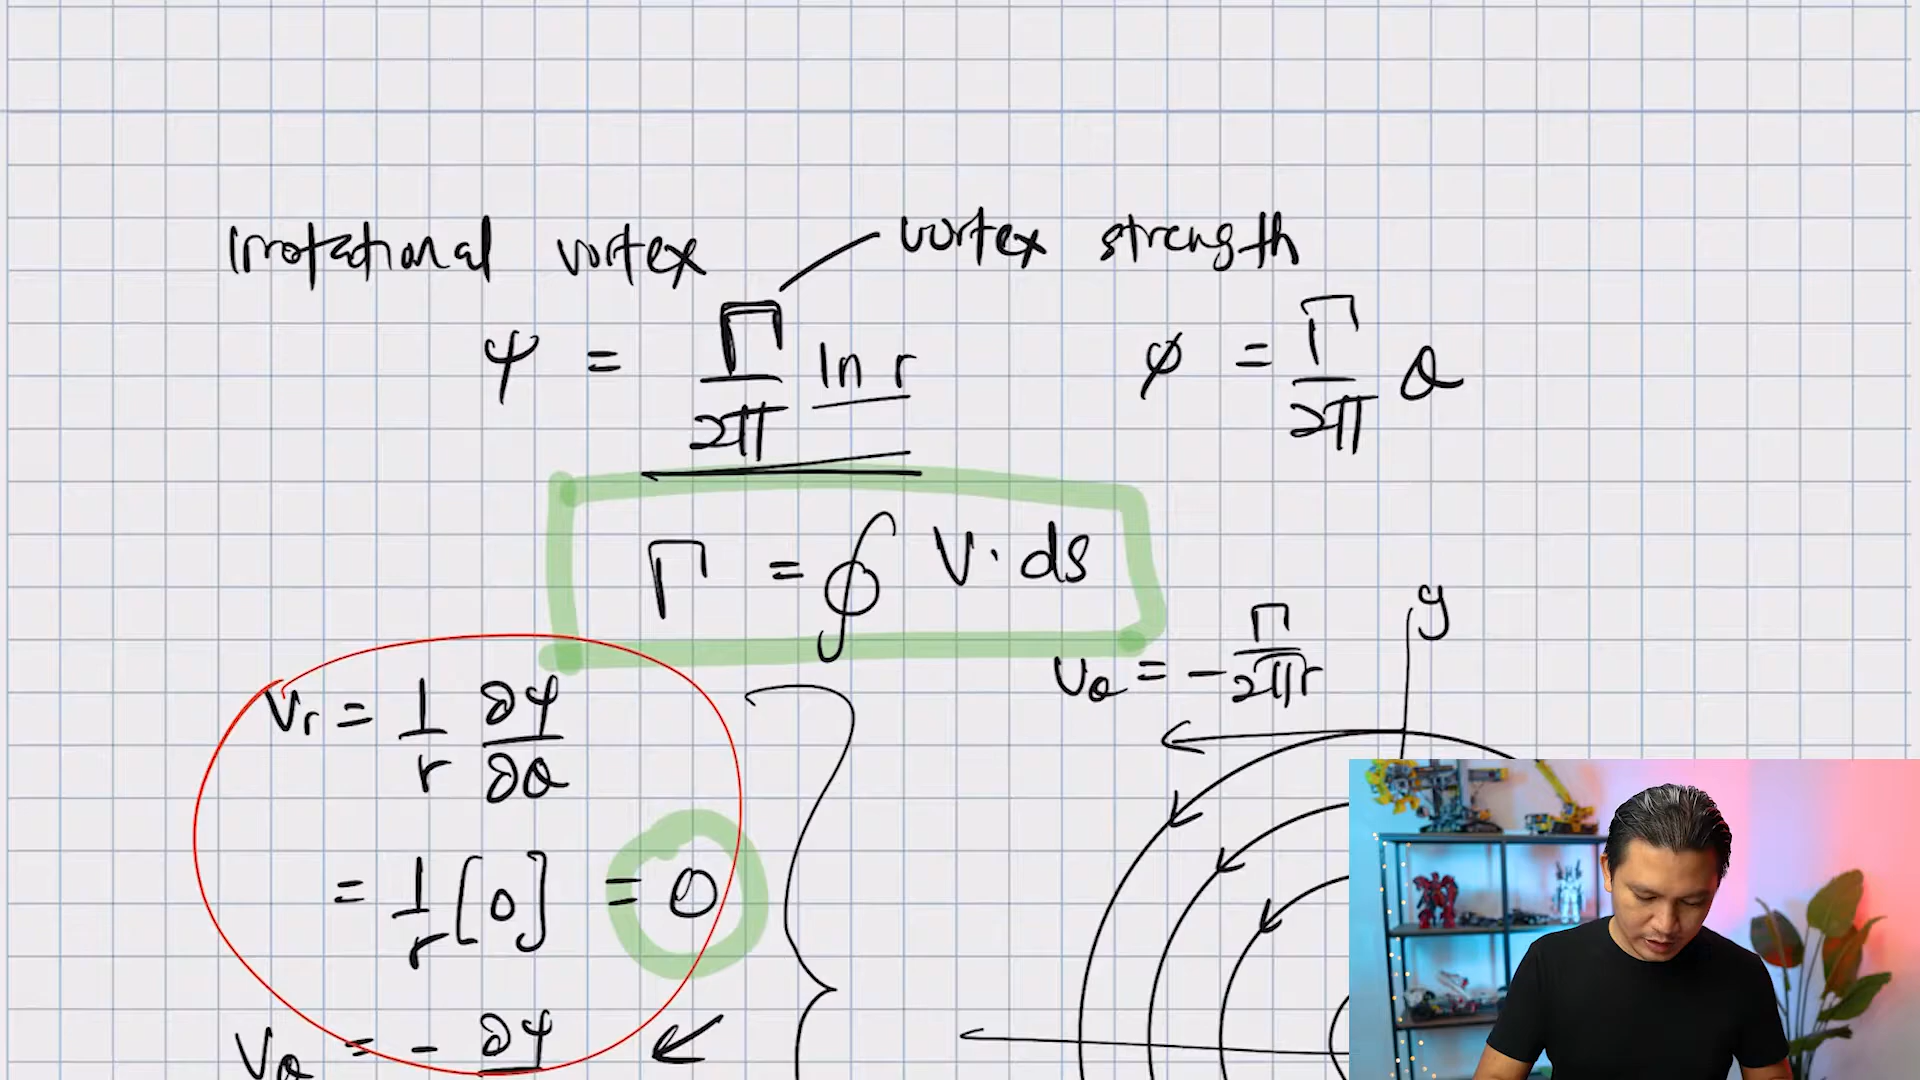 Irrotational vortex
vortex strength
ψ = Γ/2π ln r
ϕ = Γ/2π θ
Γ = ∮ V · ds
y
Vθ = - Γ/2πr
Vr = 1/r ∂ψ/∂θ
= 1/r [0] = 0
Vθ = - ∂ψ